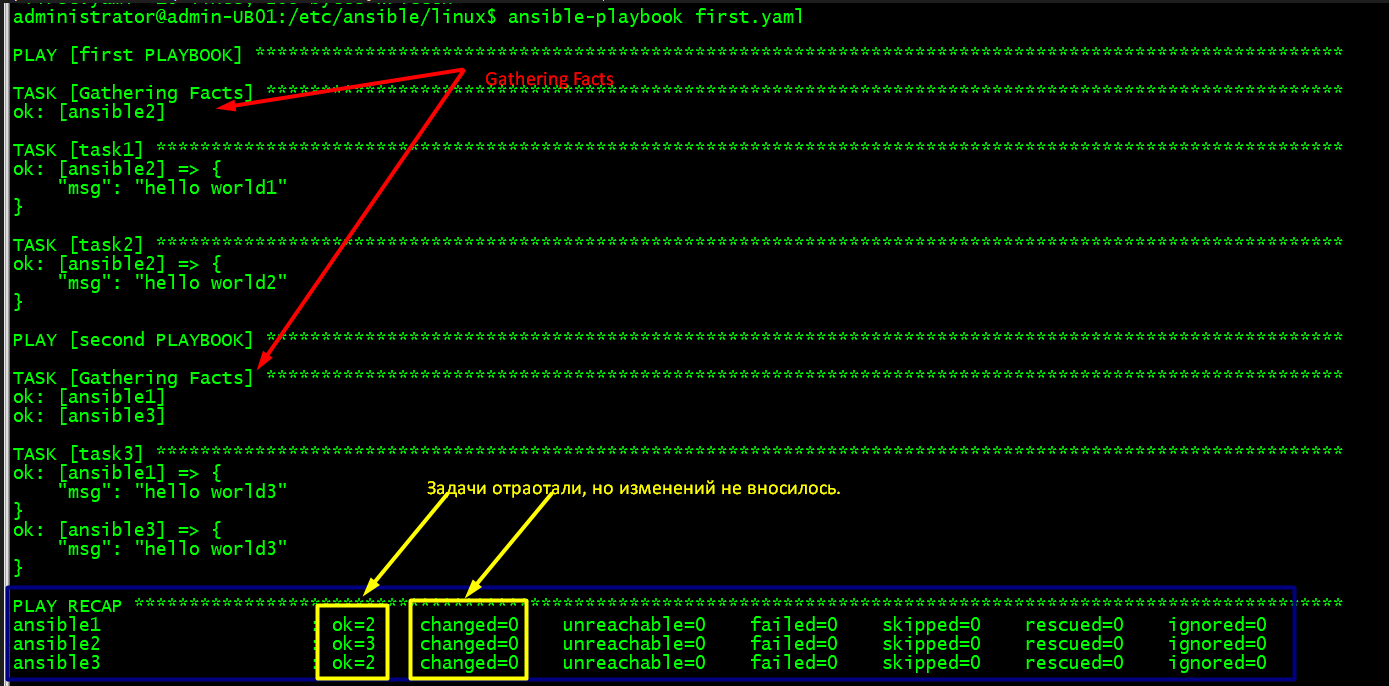 administrator@admin-UB01:/etc/ansible/linux$ ansible-playbook first.yaml
PLAY [first PLAYBOOK] ***************************************************************************************************
Gathering Facts
TASK [Gathering Facts] **************************************************************************************************
ok: [ansible2]
TASK [task1] ************************************************************************************************************
ok: [ansible2] => {
"msg": "hello world1"
}
TASK [task2] ************************************************************************************************************
ok: [ansible2] => {
"msg": "hello world2"
}
PLAY [second PLAYBOOK] **************************************************************************************************
TASK [Gathering Facts] **************************************************************************************************
ok: [ansible1]
ok: [ansible3]
TASK [task3] ************************************************************************************************************
ok: [ansible1] => {
"msg": "hello world3"
}
Задачи отраотали, но изменений не вносилось.
ok: [ansible3] => {
"msg": "hello world3"
}
PLAY RECAP **************************************************************************************************************
ansible1 : ok=2 changed=0 unreachable=0 failed=0 skipped=0 rescued=0 ignored=0
ansible2 : ok=3 changed=0 unreachable=0 failed=0 skipped=0 rescued=0 ignored=0
ansible3 : ok=2 changed=0 unreachable=0 failed=0 skipped=0 rescued=0 ignored=0